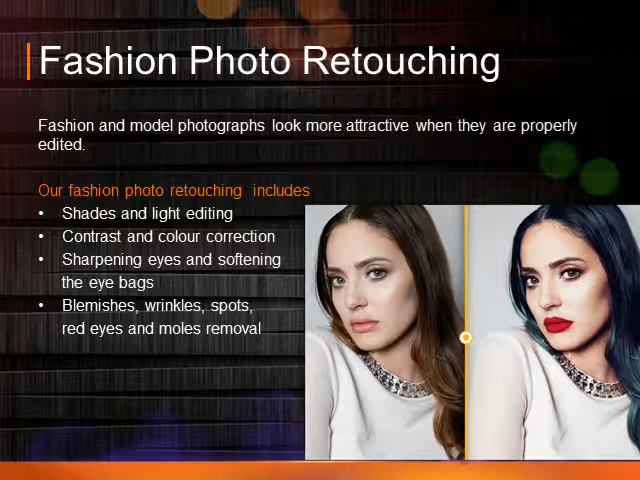 Fashion Photo Retouching
Fashion and model photographs look more attractive when they are properly
edited.
Our fashion photo retouching includes
• Shades and light editing
• Contrast and colour correction
• Sharpening eyes and softening
the eye bags
• Blemishes, wrinkles, spots,
red eyes and moles removal